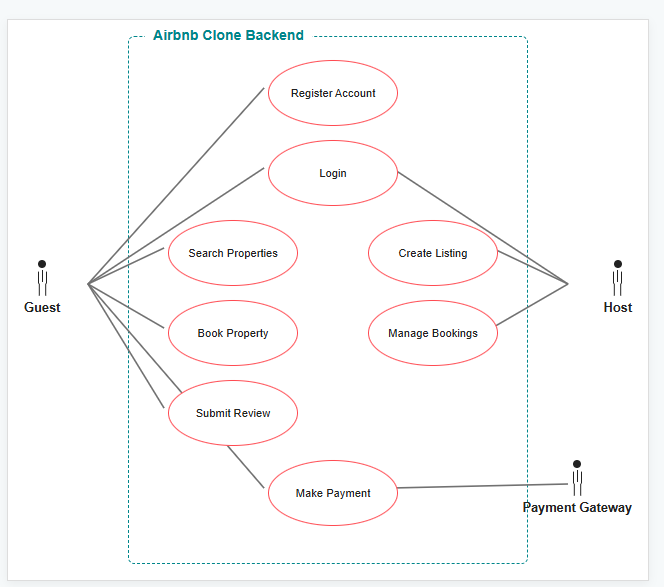 Airbnb Clone Backend
Register Account
Login
Search Properties
Create Listing
Guest
Host
Book Property
Manage Bookings
Submit Review
Make Payment
Payment Gateway